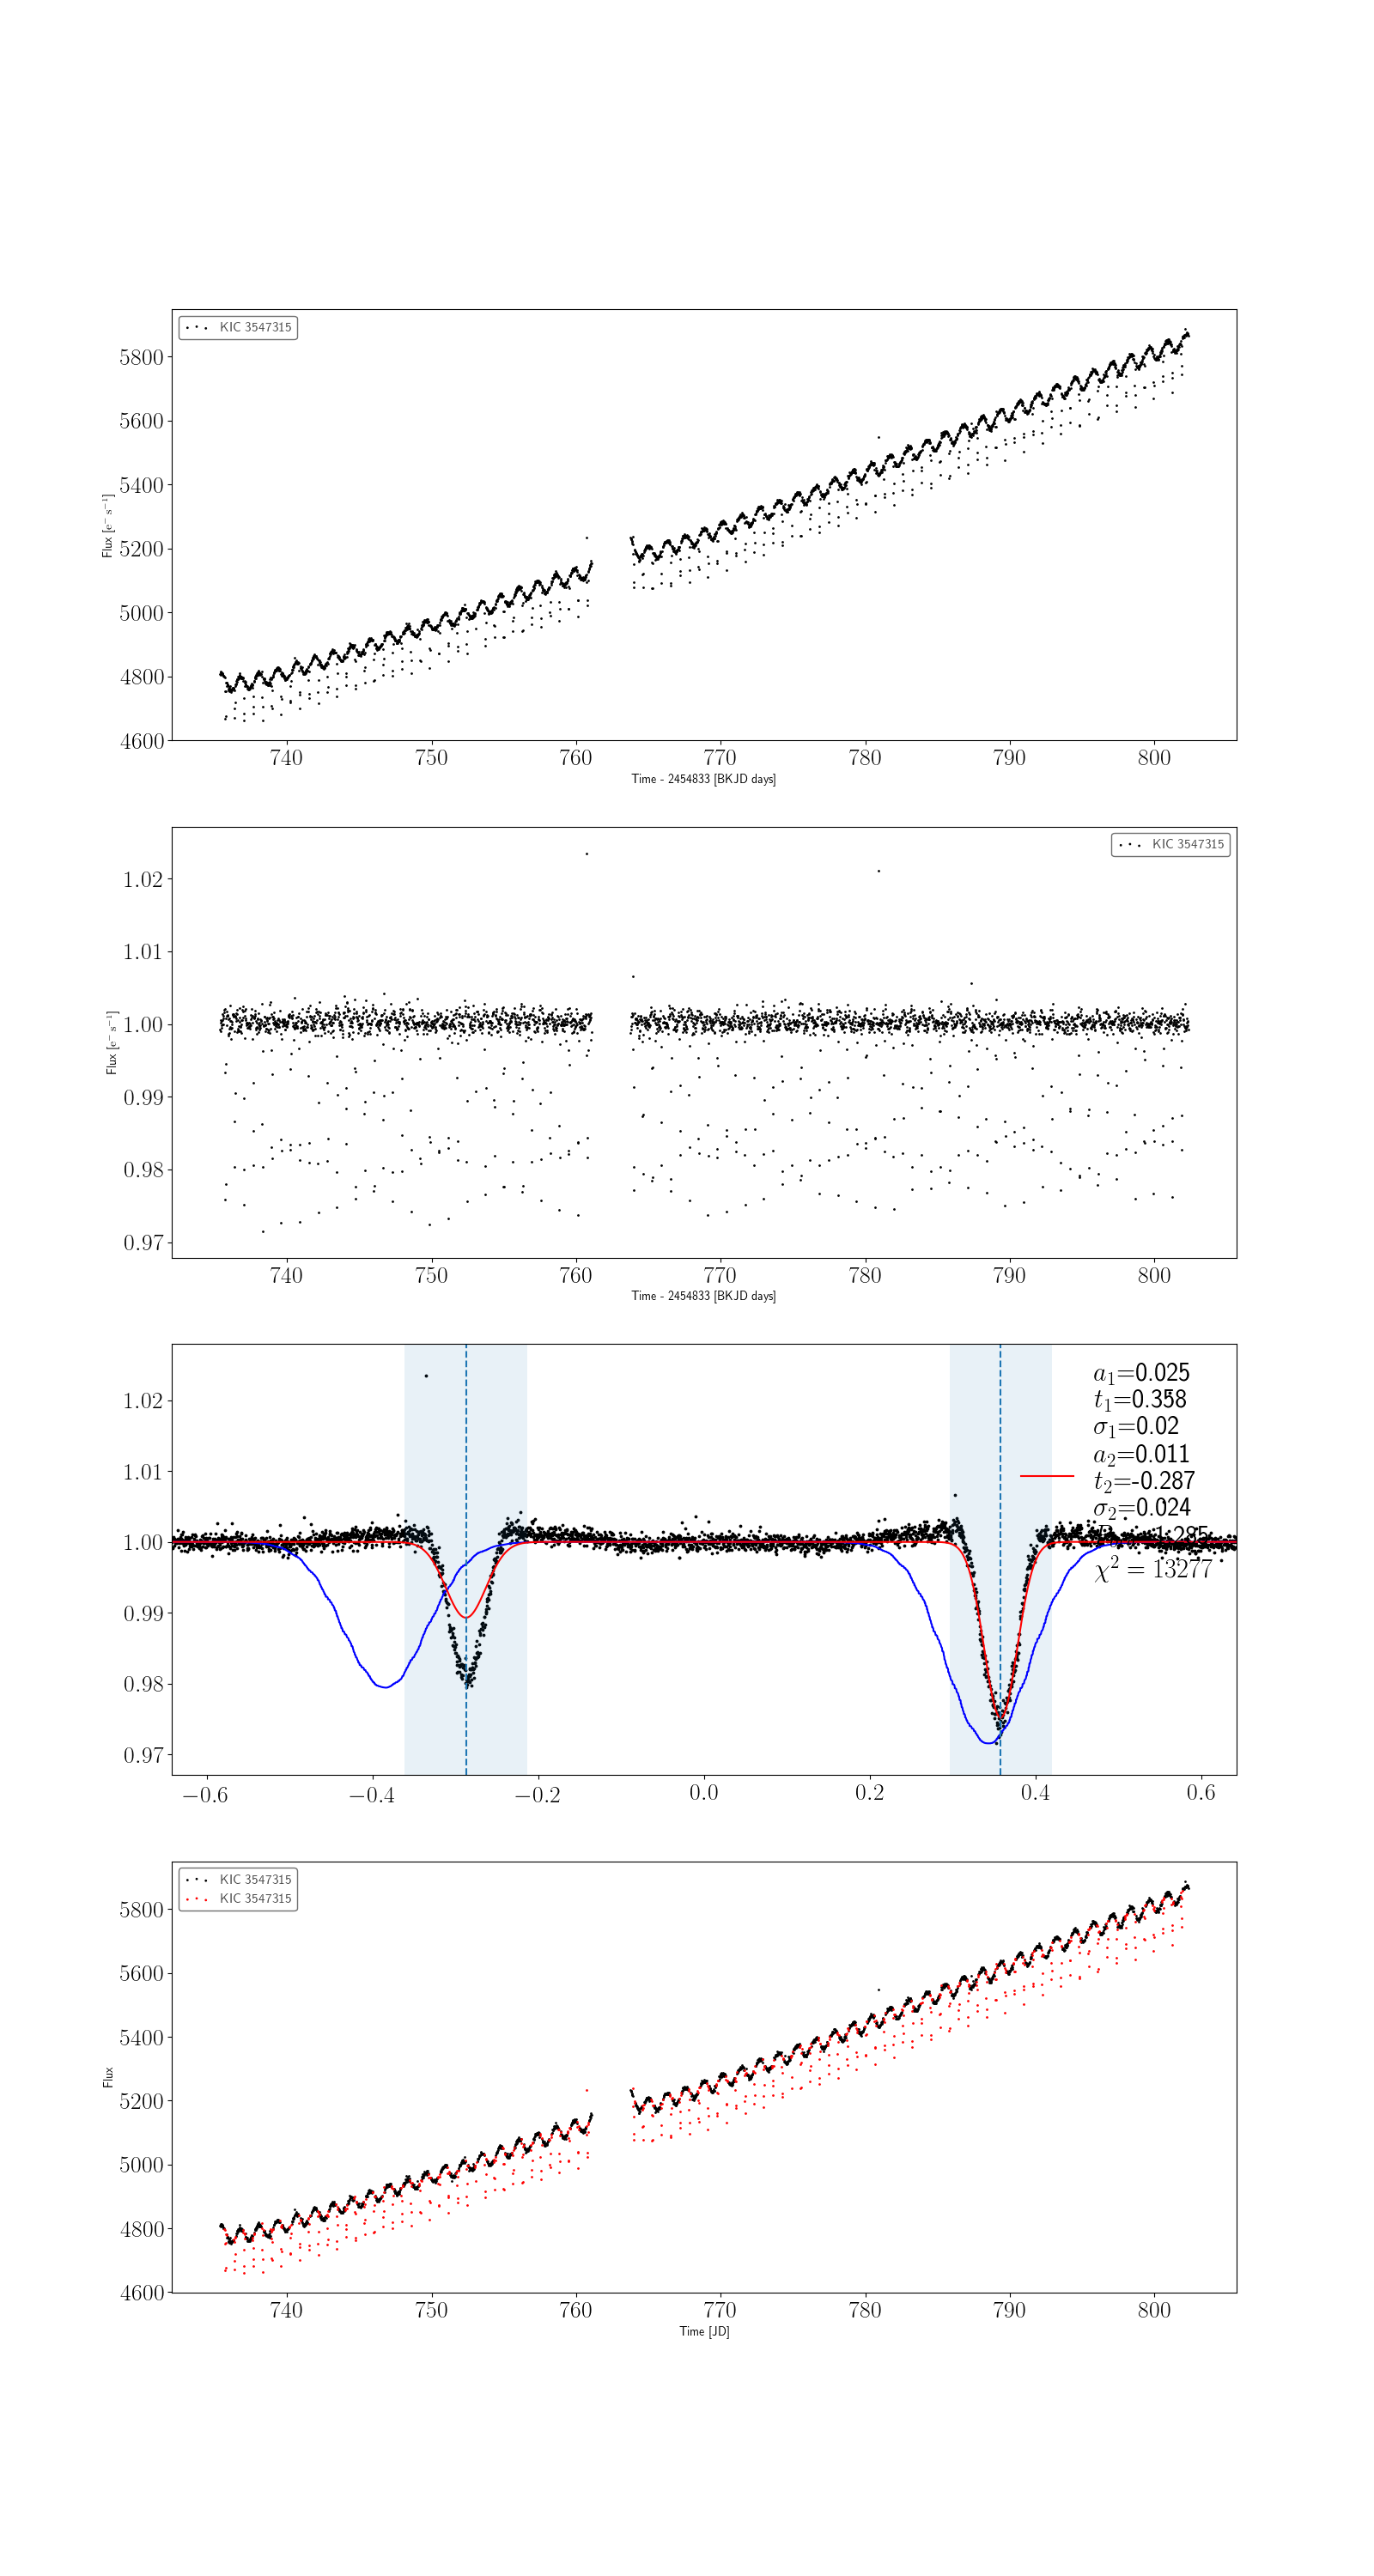 KIC 3547315
5800
5600
5400
5200
5000
4800
4600
Flux [e⁻ s⁻¹]
740 750 760 770 780 790 800
Time - 2454833 [BKJD days]
KIC 3547315
1.02
1.01
1.00
0.99
0.98
0.97
Flux [e⁻ s⁻¹]
740 750 760 770 780 790 800
Time - 2454833 [BKJD days]
a₁=0.025
t₁=0.358
σ₁=0.02
a₂=0.011
t₂=-0.287
σ₂=0.024
1.285
χ² = 13277
1.02
1.01
1.00
0.99
0.98
0.97
−0.6 −0.4 −0.2 0.0 0.2 0.4 0.6
KIC 3547315
KIC 3547315
5800
5600
5400
5200
5000
4800
4600
Flux
740 750 760 770 780 790 800
Time [JD]